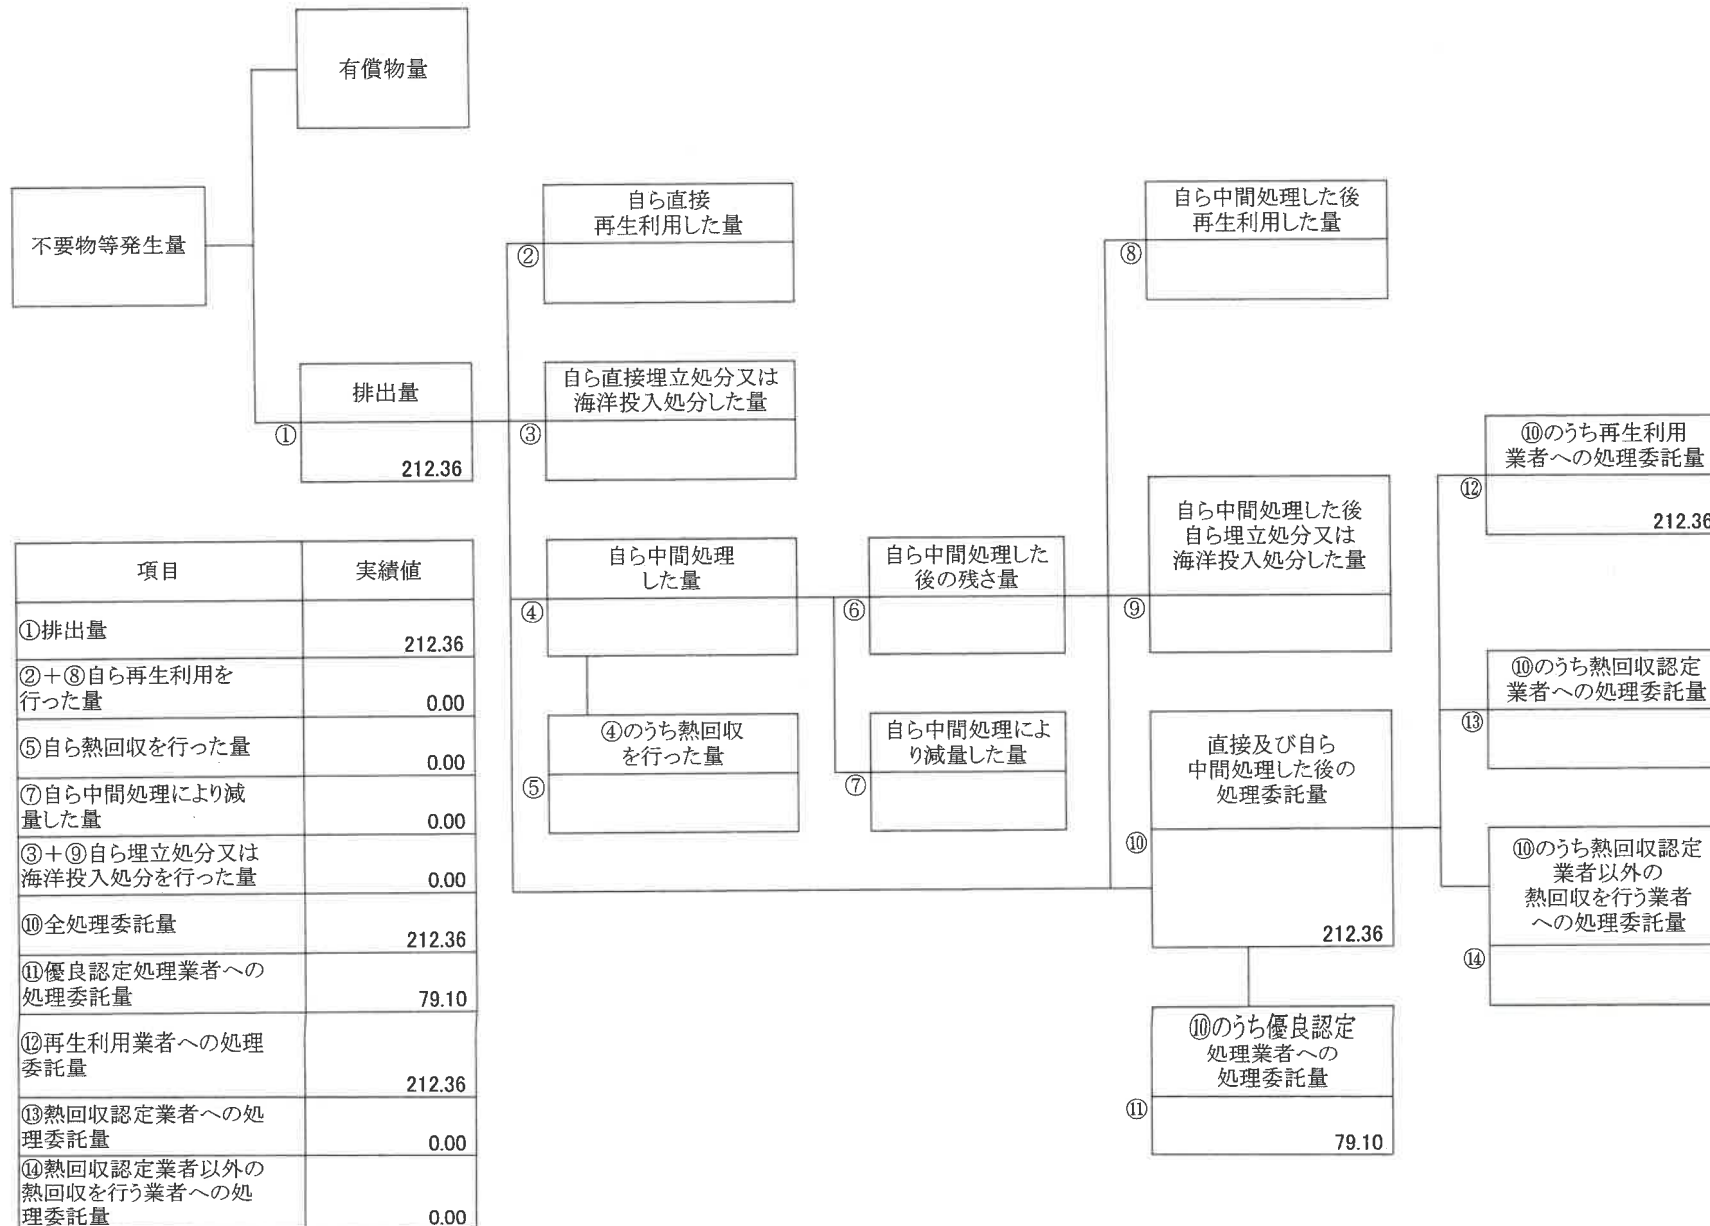 有償物量
不要物等発生量
排出量
①
212.36
自ら直接
再生利用した量
②
自ら直接埋立処分又は
海洋投入処分した量
③
自ら中間処理
した量
④
④のうち熱回収
を行った量
⑤
自ら中間処理した
後の残さ量
⑥
自ら中間処理によ
り減量した量
⑦
自ら中間処理した後
再生利用した量
⑧
自ら中間処理した後
自ら埋立処分又は
海洋投入処分した量
⑨
直接及び自ら
中間処理した後の
処理委託量
⑩
212.36
⑩のうち優良認定
処理業者への
処理委託量
⑪
79.10
⑩のうち再生利用
業者への処理委託量
⑫
212.36
⑩のうち熱回収認定
業者への処理委託量
⑬
⑩のうち熱回収認定
業者以外の
熱回収を行う業者
への処理委託量
⑭
項目 実績値
①排出量
212.36
②+⑧自ら再生利用を
行った量 0.00
⑤自ら熱回収を行った量
0.00
⑦自ら中間処理により減
量した量 0.00
③+⑨自ら埋立処分又は
海洋投入処分を行った量 0.00
⑩全処理委託量
212.36
⑪優良認定処理業者への
処理委託量 79.10
⑫再生利用業者への処理
委託量
212.36
⑬熱回収認定業者への処
理委託量 0.00
⑭熱回収認定業者以外の
熱回収を行う業者への処
理委託量 0.00